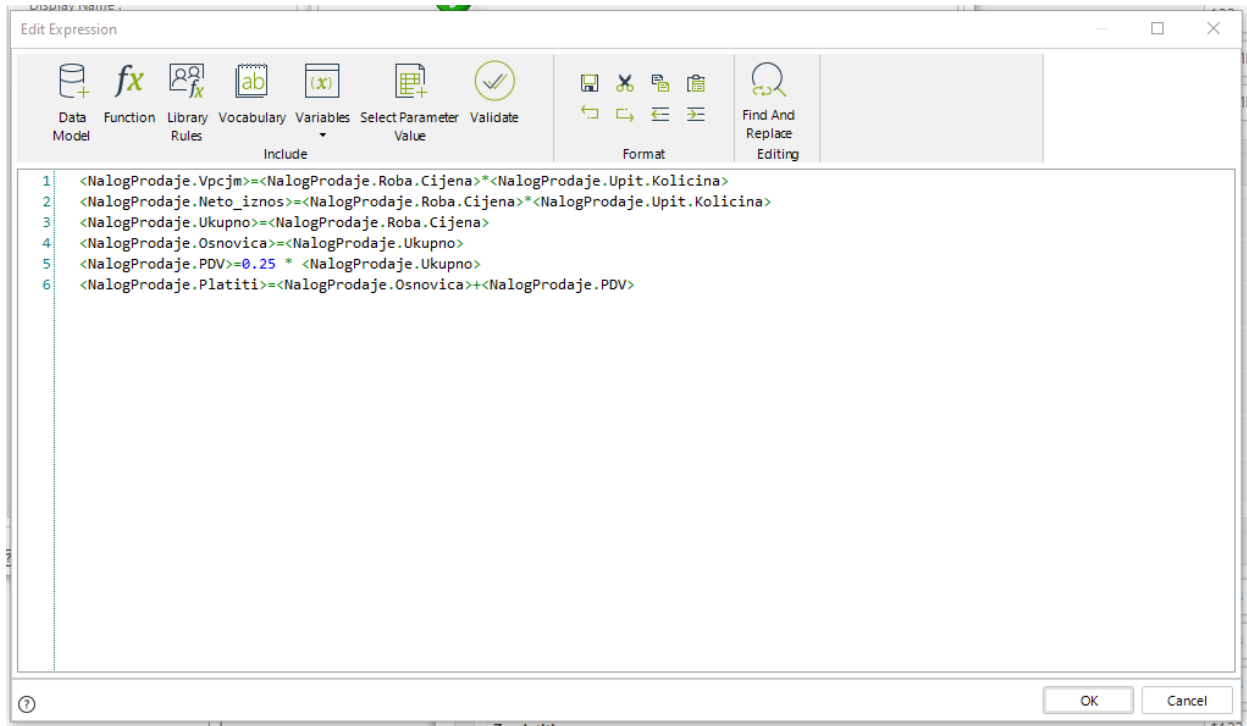 Display Name :
Edit Expression
Data Model
Function
Library Rules
Vocabulary
Variables
Select Parameter Value
Validate
Include
Format
Find And Replace
Editing
1 <NalogProdaje.Vpcjm>=<NalogProdaje.Roba.Cijena>*<NalogProdaje.Upit.Kolicina>
2 <NalogProdaje.Neto_iznos>=<NalogProdaje.Roba.Cijena>*<NalogProdaje.Upit.Kolicina>
3 <NalogProdaje.Ukupno>=<NalogProdaje.Roba.Cijena>
4 <NalogProdaje.Osnovica>=<NalogProdaje.Ukupno>
5 <NalogProdaje.PDV>=0.25 * <NalogProdaje.Ukupno>
6 <NalogProdaje.Platiti>=<NalogProdaje.Osnovica>+<NalogProdaje.PDV>
OK
Cancel